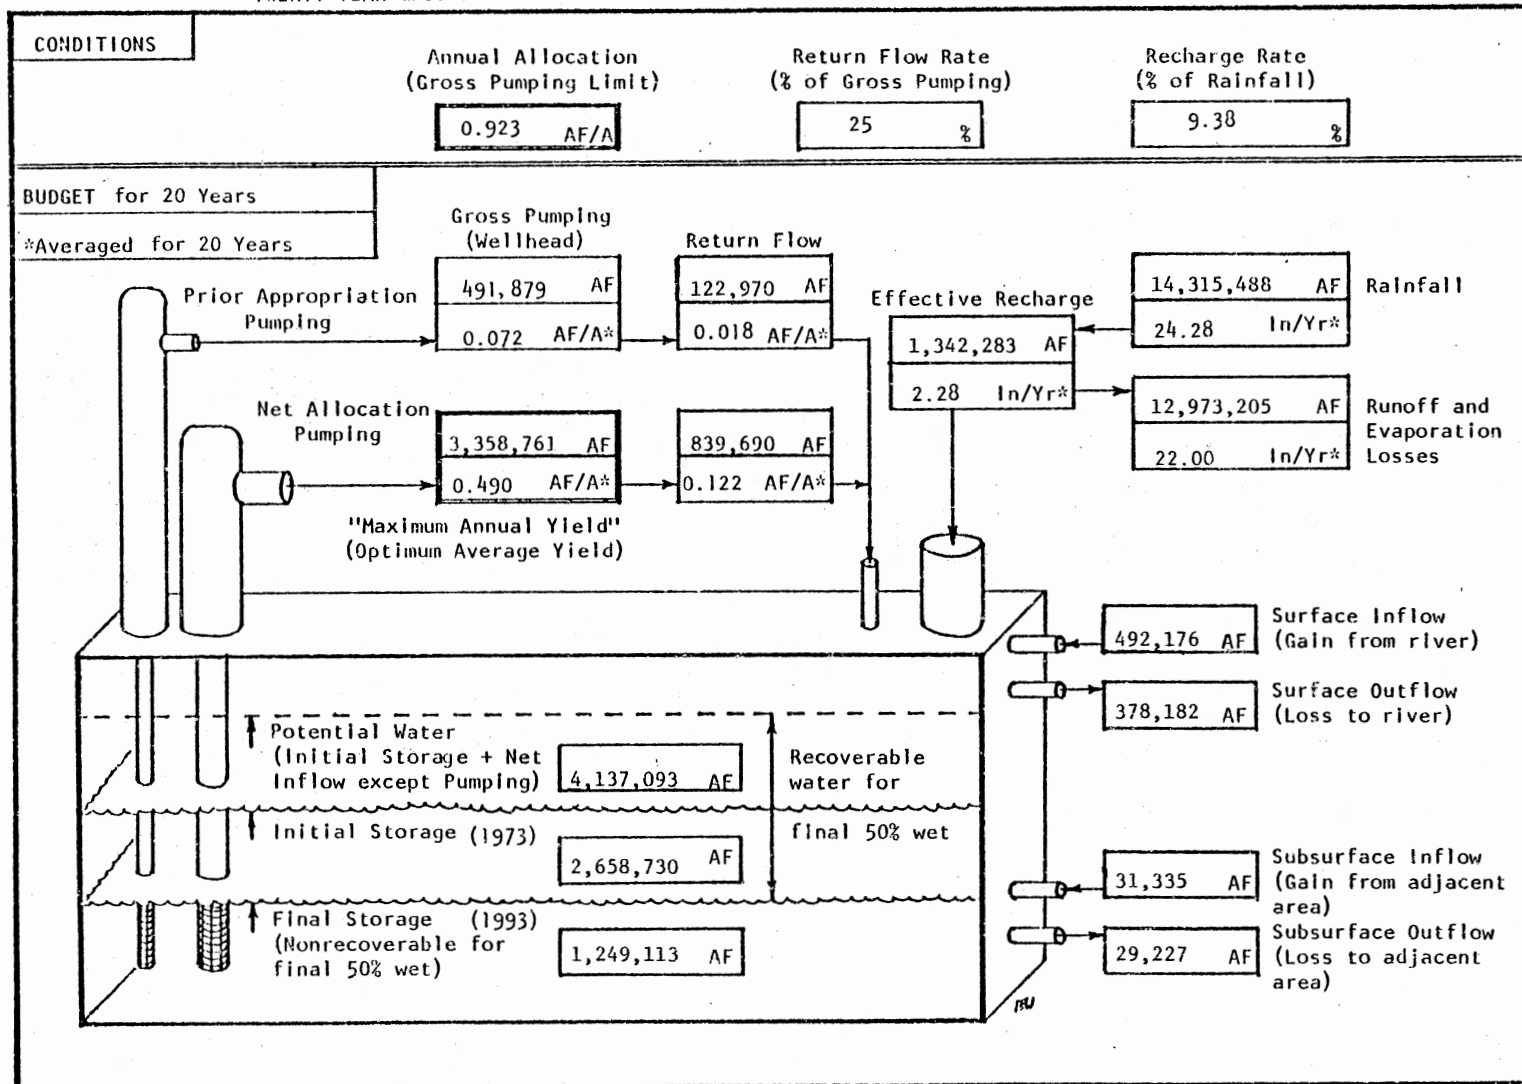 CONDITIONS
Annual Allocation
(Gross Pumping Limit)
0.923 AF/A
Return Flow Rate
(% of Gross Pumping)
25 %
Recharge Rate
(% of Rainfall)
9.38 %
BUDGET for 20 Years
*Averaged for 20 Years
Gross Pumping
(Wellhead)
Return Flow
Prior Appropriation
Pumping
491,879 AF
0.072 AF/A*
122,970 AF
0.018 AF/A*
Effective Recharge
1,342,283 AF
2.28 In/Yr*
14,315,488 AF
24.28 In/Yr*
Rainfall
Net Allocation
Pumping
3,358,761 AF
0.490 AF/A*
839,690 AF
0.122 AF/A*
12,973,205 AF
22.00 In/Yr*
Runoff and
Evaporation
Losses
"Maximum Annual Yield"
(Optimum Average Yield)
492,176 AF
Surface Inflow
(Gain from river)
378,182 AF
Surface Outflow
(Loss to river)
Potential Water
(Initial Storage + Net
Inflow except Pumping)
4,137,093 AF
Recoverable
water for
final 50% wet
Initial Storage (1973)
2,658,730 AF
31,335 AF
Subsurface Inflow
(Gain from adjacent
area)
Final Storage (1993)
(Nonrecoverable for
final 50% wet)
1,249,113 AF
29,227 AF
Subsurface Outflow
(Loss to adjacent
area)